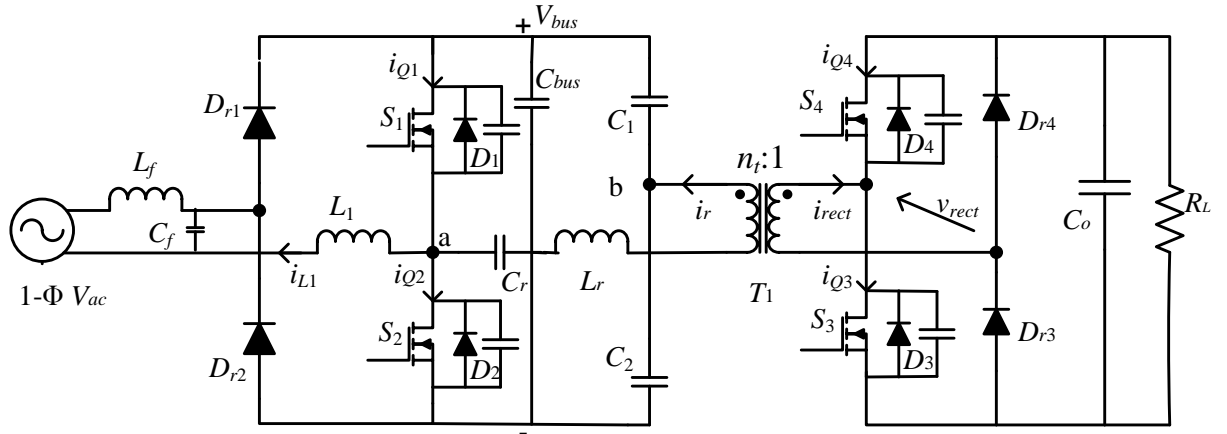 + Vbus
iQ1
Cbus
iQ4
Dr1
S1
S4
C1
Dr4
D1
D4
nt:1
Lf
b
L1
Cf
a
ir
irect
vrect
Co
RL
iL1
iQ2
Cr
Lr
T1
iQ3
1-Φ Vac
S2
S3
Dr2
D2
C2
D3
Dr3
-